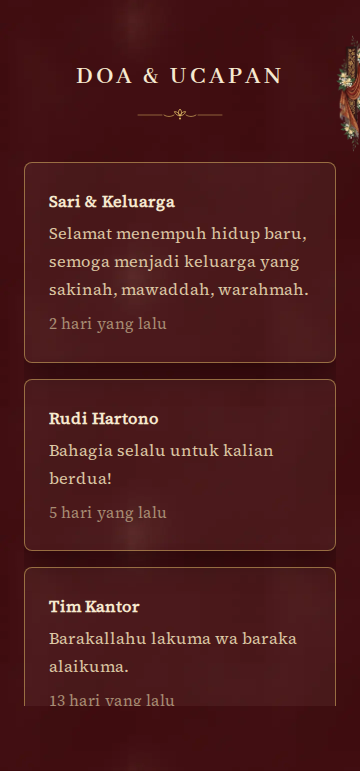 DOA & UCAPAN
Sari & Keluarga
Selamat menempuh hidup baru,
semoga menjadi keluarga yang
sakinah, mawaddah, warahmah.
2 hari yang lalu
Rudi Hartono
Bahagia selalu untuk kalian
berdua!
5 hari yang lalu
Tim Kantor
Barakallahu lakuma wa baraka
alaikuma.
13 hari yang lalu